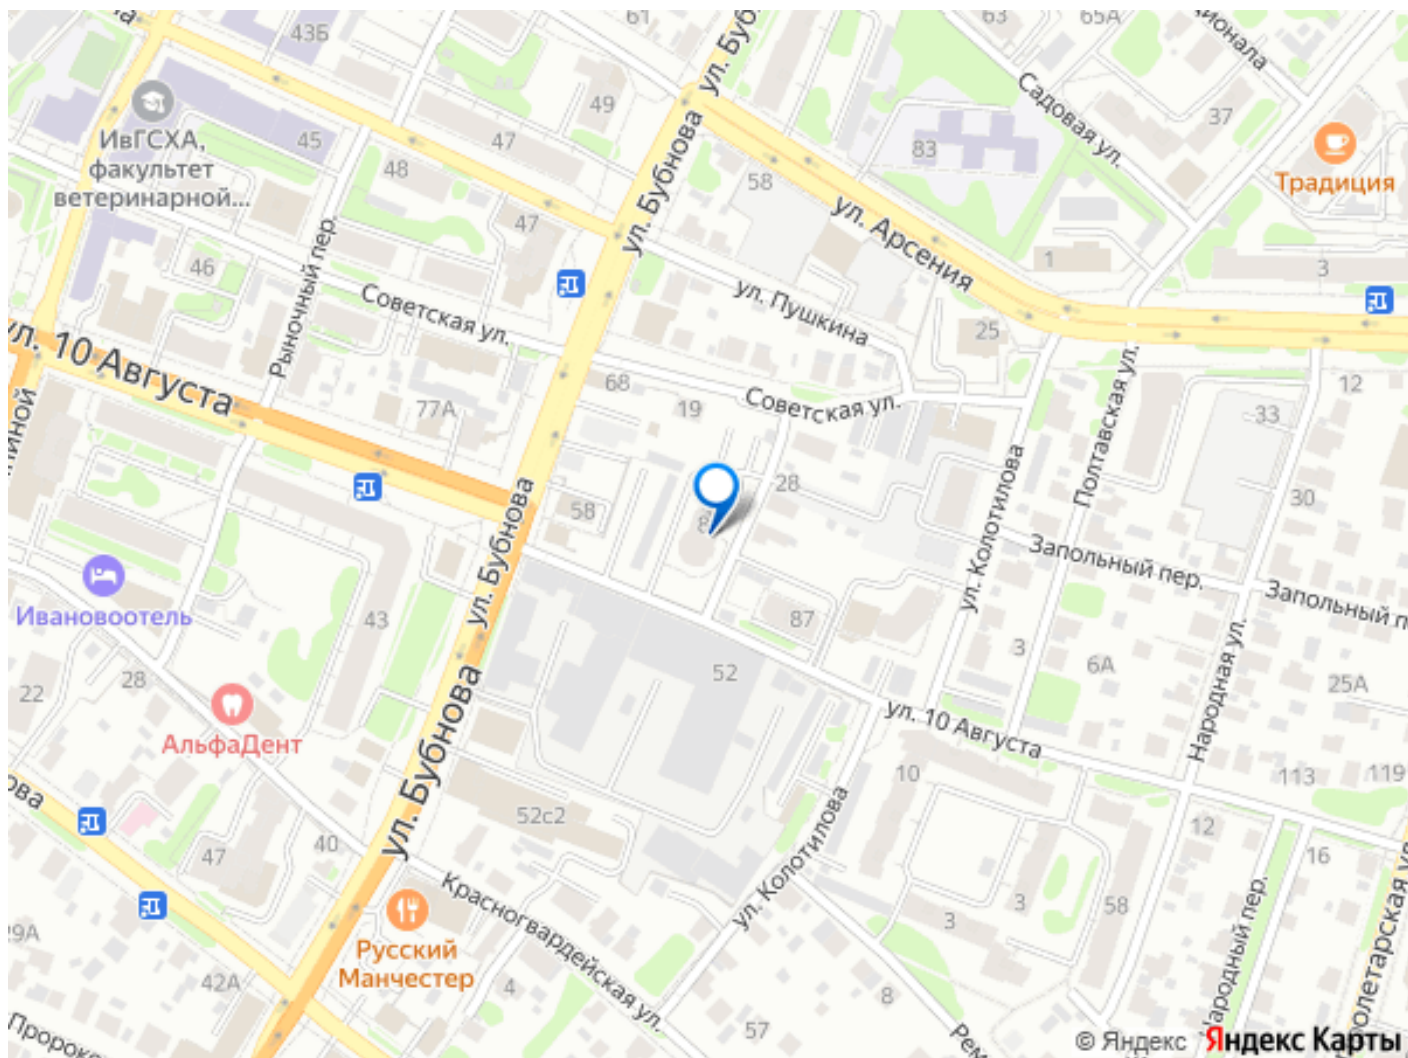 61
ул. Бубнова
63
65А
43Б
Садовая ул.
49
37
ИвГСХА,
факультет
ветеринарной...
45
47
48
ул. Бубнова
58
83
Традиция
ул. Арсения
47
1
3
46
Рыночный пер.
Советская ул.
ул. Пушкина
25
ул. 10 Августа
77А
68
19
Советская ул.
Полтавская ул.
12
33
28
30
58
ул. Бубнова
ул. Колотилова
Запольный пер.
Запольный п
Ивановоотель
43
87
3
6А
Народная ул.
25А
22
28
52
АльфаДент
ул. Бубнова
ул. 10 Августа
10
113
119
52с2
12
16
47
40
ул. Колотилова
Красногвардейская ул.
3
3
58
Народный пер.
Русский
Манчестер
42А
4
8
57
© Яндекс
Яндекс Карты